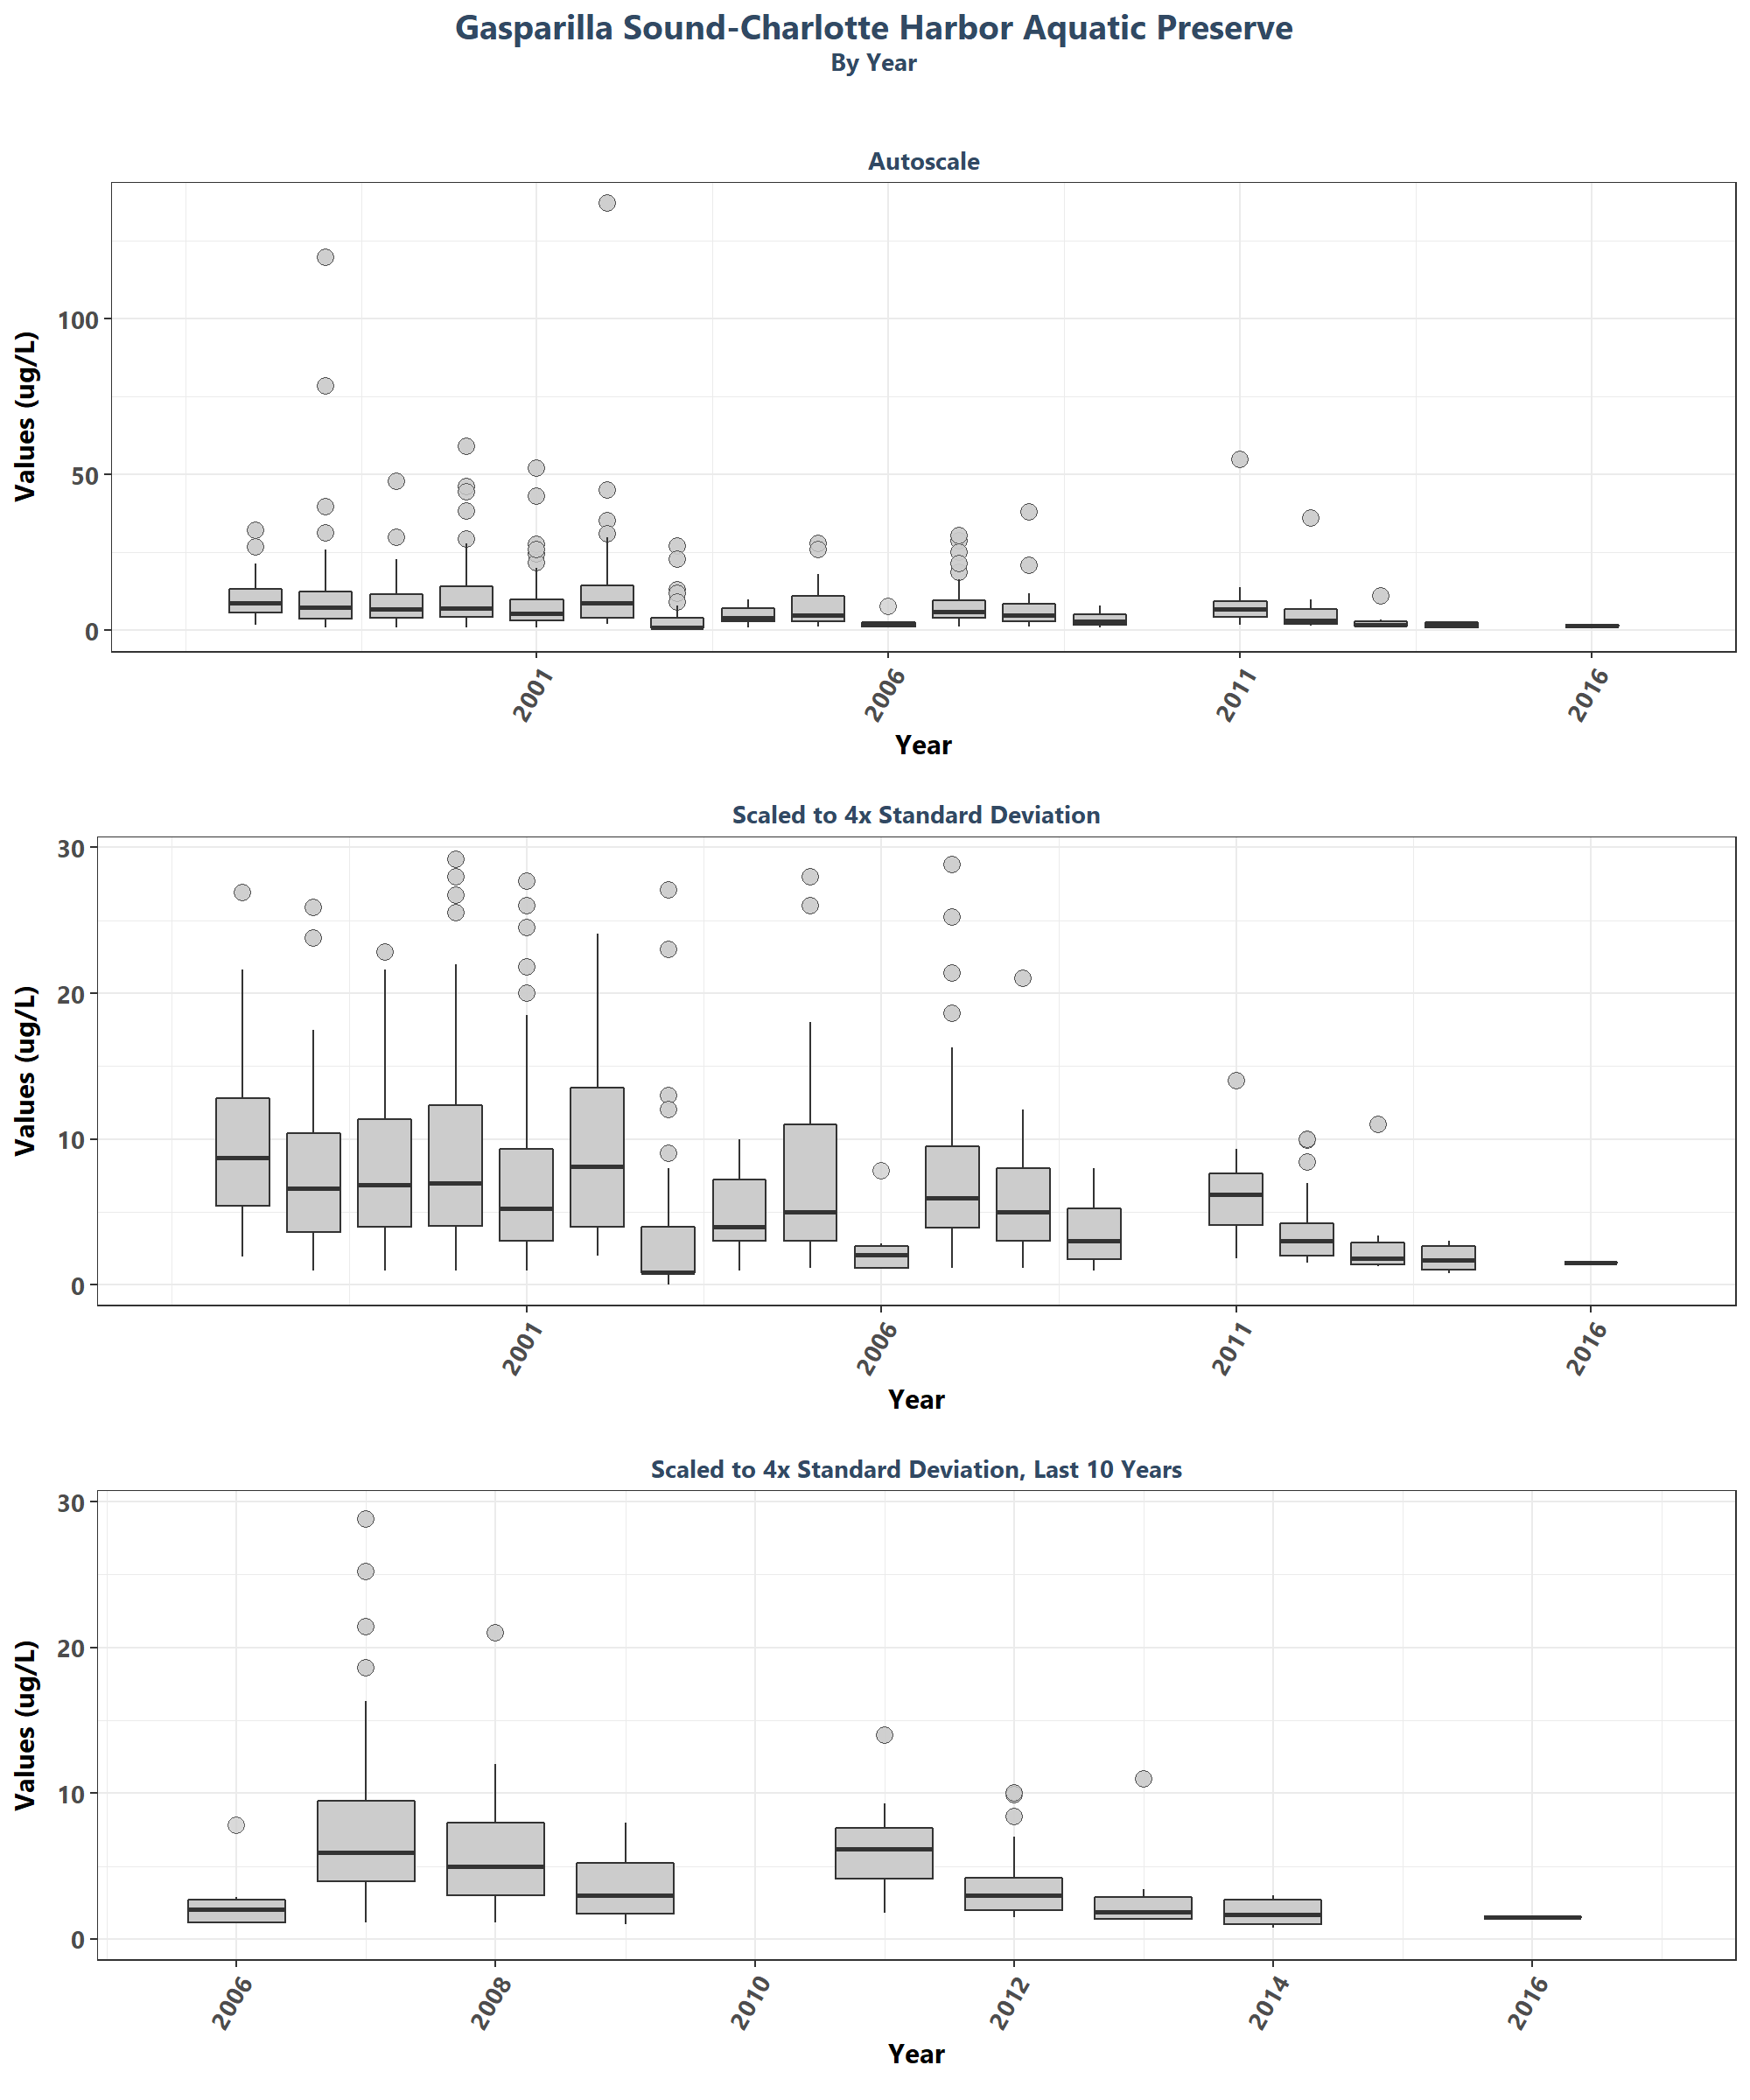 Gasparilla Sound-Charlotte Harbor Aquatic Preserve
By Year
Autoscale
Values (ug/L)
100
50
0
2001
2006
2011
2016
Year
Scaled to 4x Standard Deviation
Values (ug/L)
30
20
10
0
2001
2006
2011
2016
Year
Scaled to 4x Standard Deviation, Last 10 Years
Values (ug/L)
30
20
10
0
2006
2008
2010
2012
2014
2016
Year